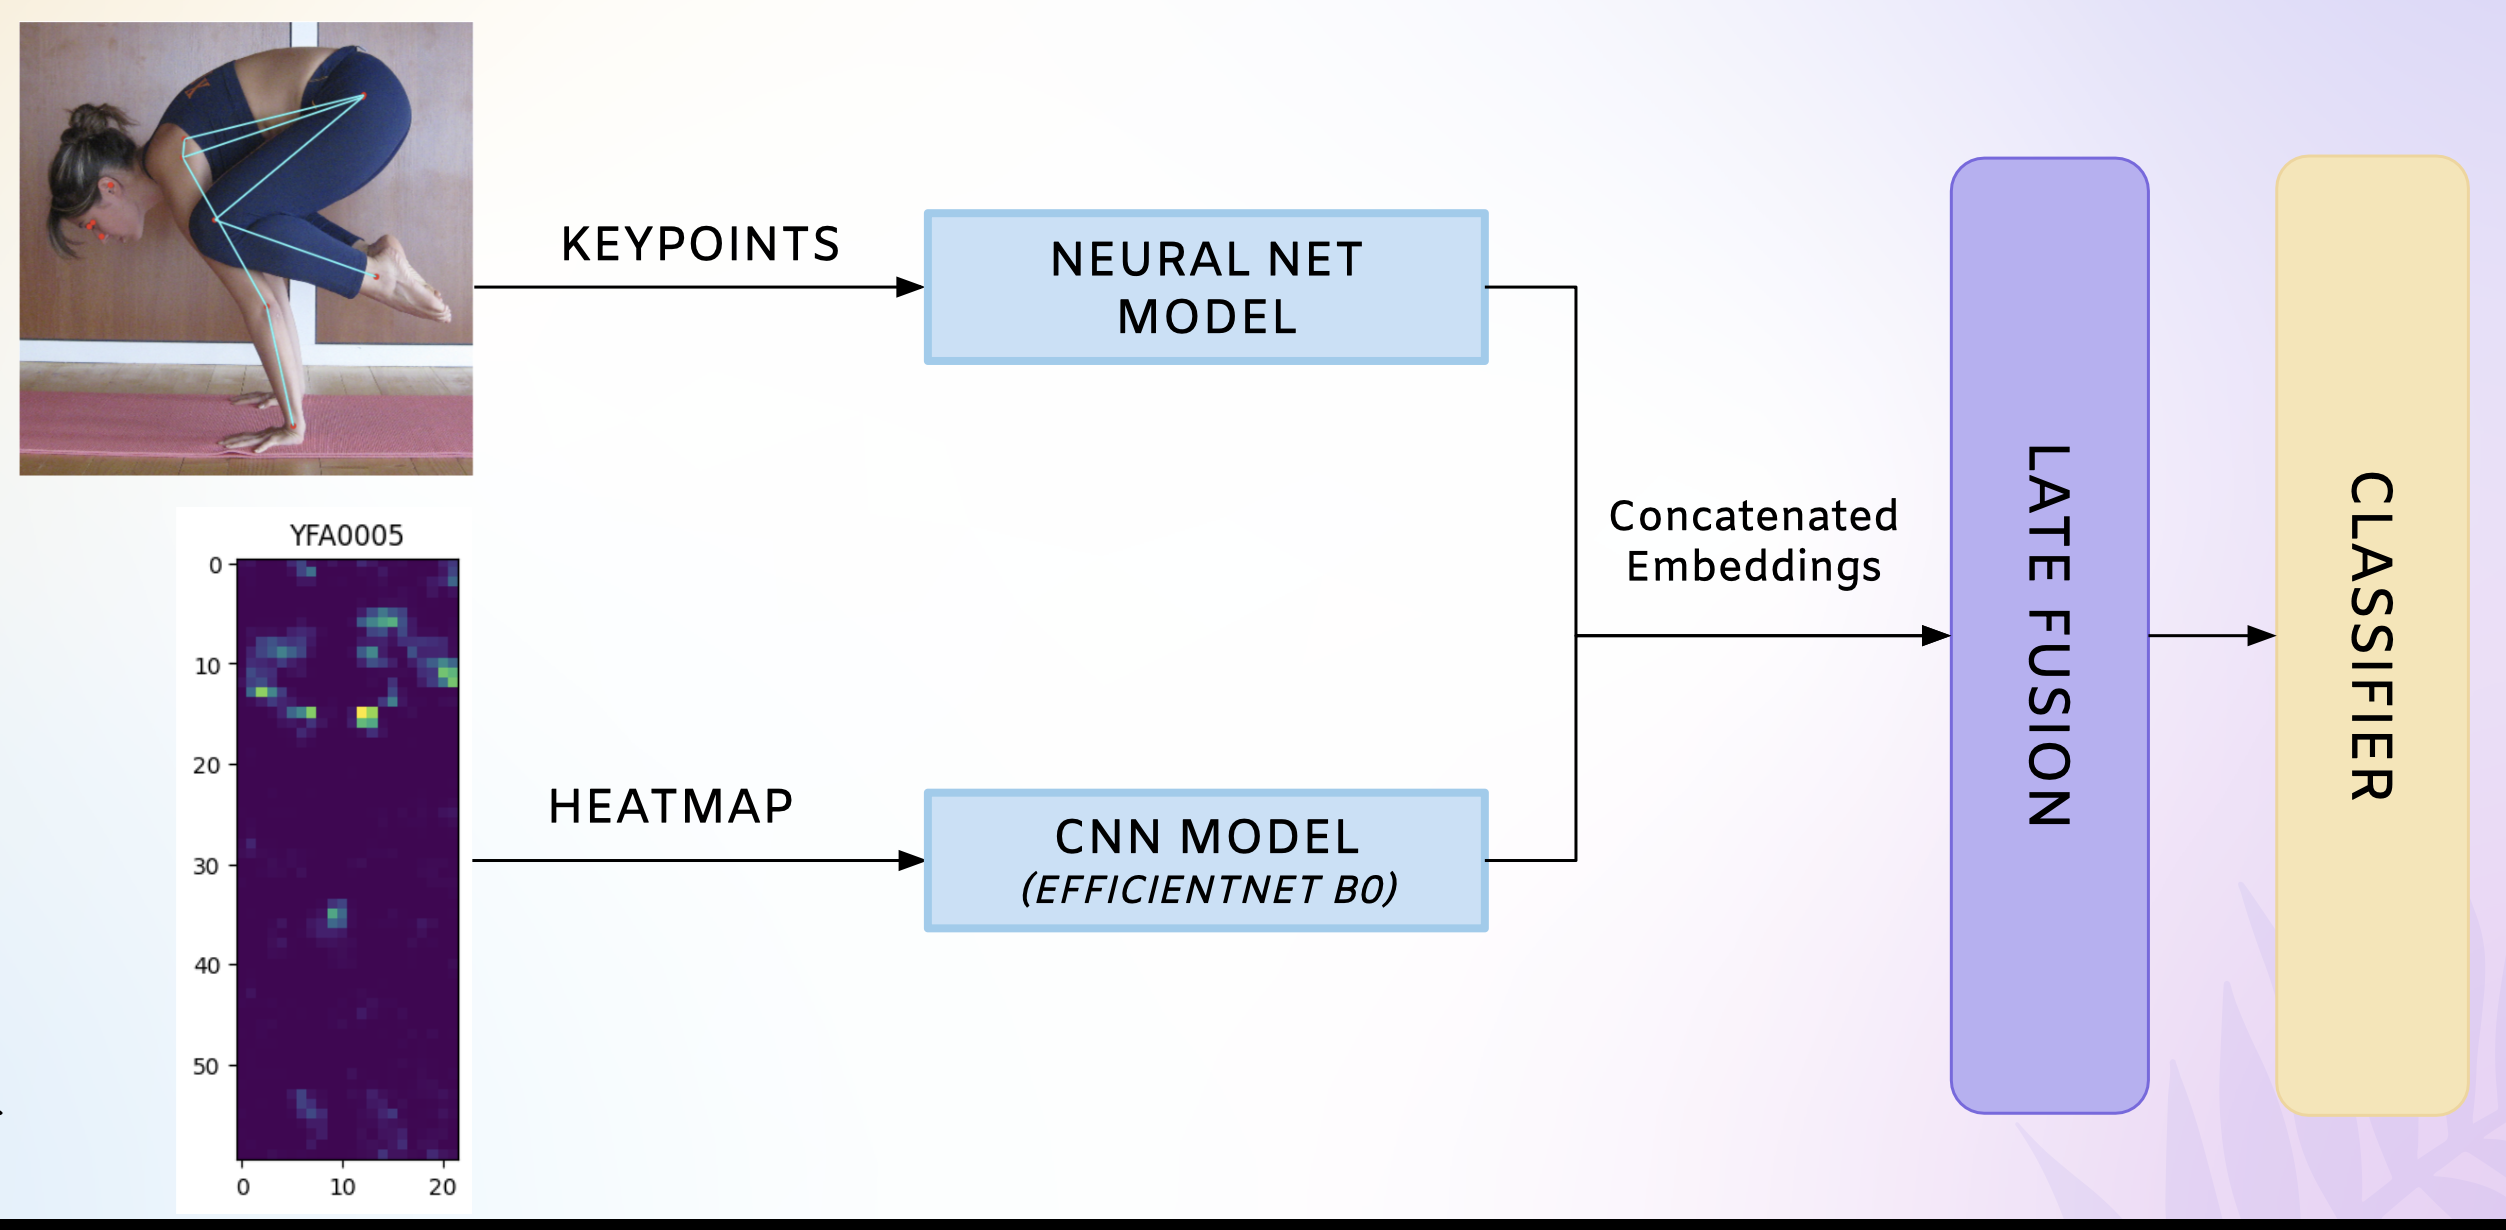 KEYPOINTS
NEURAL NET
MODEL
YFA0005
0
10
20
30
40
50
0 10 20
HEATMAP
CNN MODEL
(EFFICIENTNET B0)
Concatenated
Embeddings
LATE FUSION
CLASSIFIER